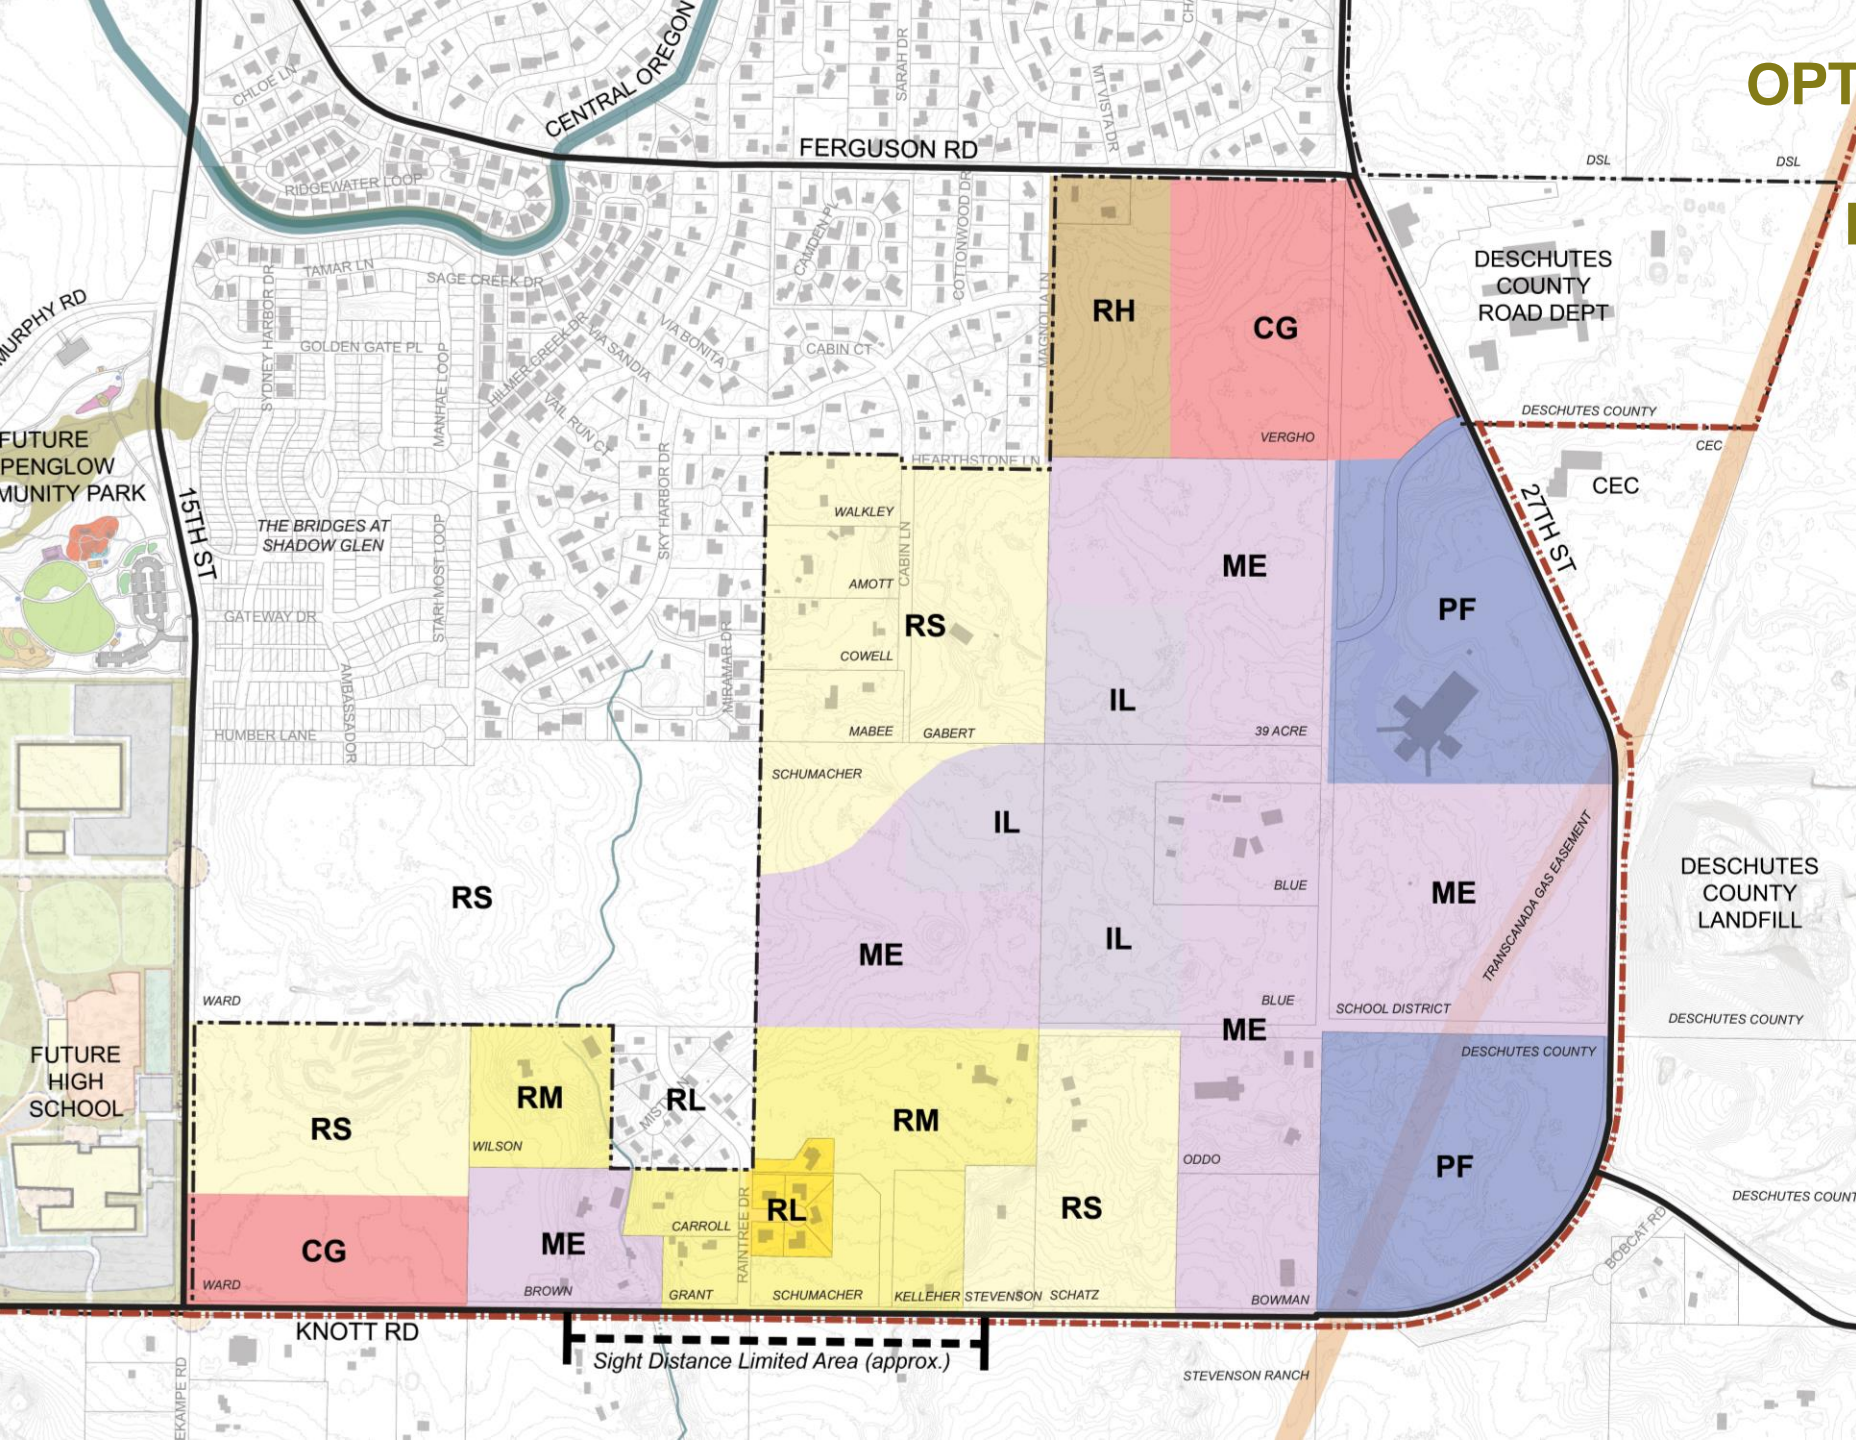 CHLOE LN
CENTRAL OREGON
SARAH DR
MT VISTA DR
OPT
FERGUSON RD
DSL
DSL
RIDGEWATER LOOP
CAMDEN PL
COTTONWOOD DR
TAMAR LN
SAGE CREEK DR
SYDNEY HARBOR DR
MAGNOLIA LN
DESCHUTES
COUNTY
ROAD DEPT
MURPHY RD
RH
CG
GOLDEN GATE PL
MANHAE LOOP
HILMER CREEK DR
VIA SANDIA
VIA BONITA
CABIN CT
VAIL RUN CT
VERGHO
DESCHUTES COUNTY
CEC
FUTURE
PENGLOW
MUNITY PARK
HEARTHSTONE LN
SKY HARBOR DR
CEC
15TH ST
27TH ST
THE BRIDGES AT
SHADOW GLEN
STARI MOST LOOP
WALKLEY
CABIN LN
AMOTT
ME
PF
GATEWAY DR
RS
COWELL
AMBASSADOR
MIRAMAR DR
IL
HUMBER LANE
MABEE
GABERT
39 ACRE
SCHUMACHER
IL
TRANSCANADA GAS EASEMENT
RS
BLUE
ME
DESCHUTES
COUNTY
LANDFILL
ME
IL
WARD
BLUE
SCHOOL DISTRICT
DESCHUTES COUNTY
ME
FUTURE
HIGH
SCHOOL
DESCHUTES COUNTY
RS
RM
RL
RM
WILSON
ODDO
PF
CG
ME
CARROLL
RAINTREE DR
RL
RS
DESCHUTES COUNT
BOBCAT RD
WARD
BROWN
GRANT
SCHUMACHER
KELLEHER
STEVENSON
SCHATZ
BOWMAN
KNOTT RD
Sight Distance Limited Area (approx.)
STEVENSON RANCH
EKAMPE RD